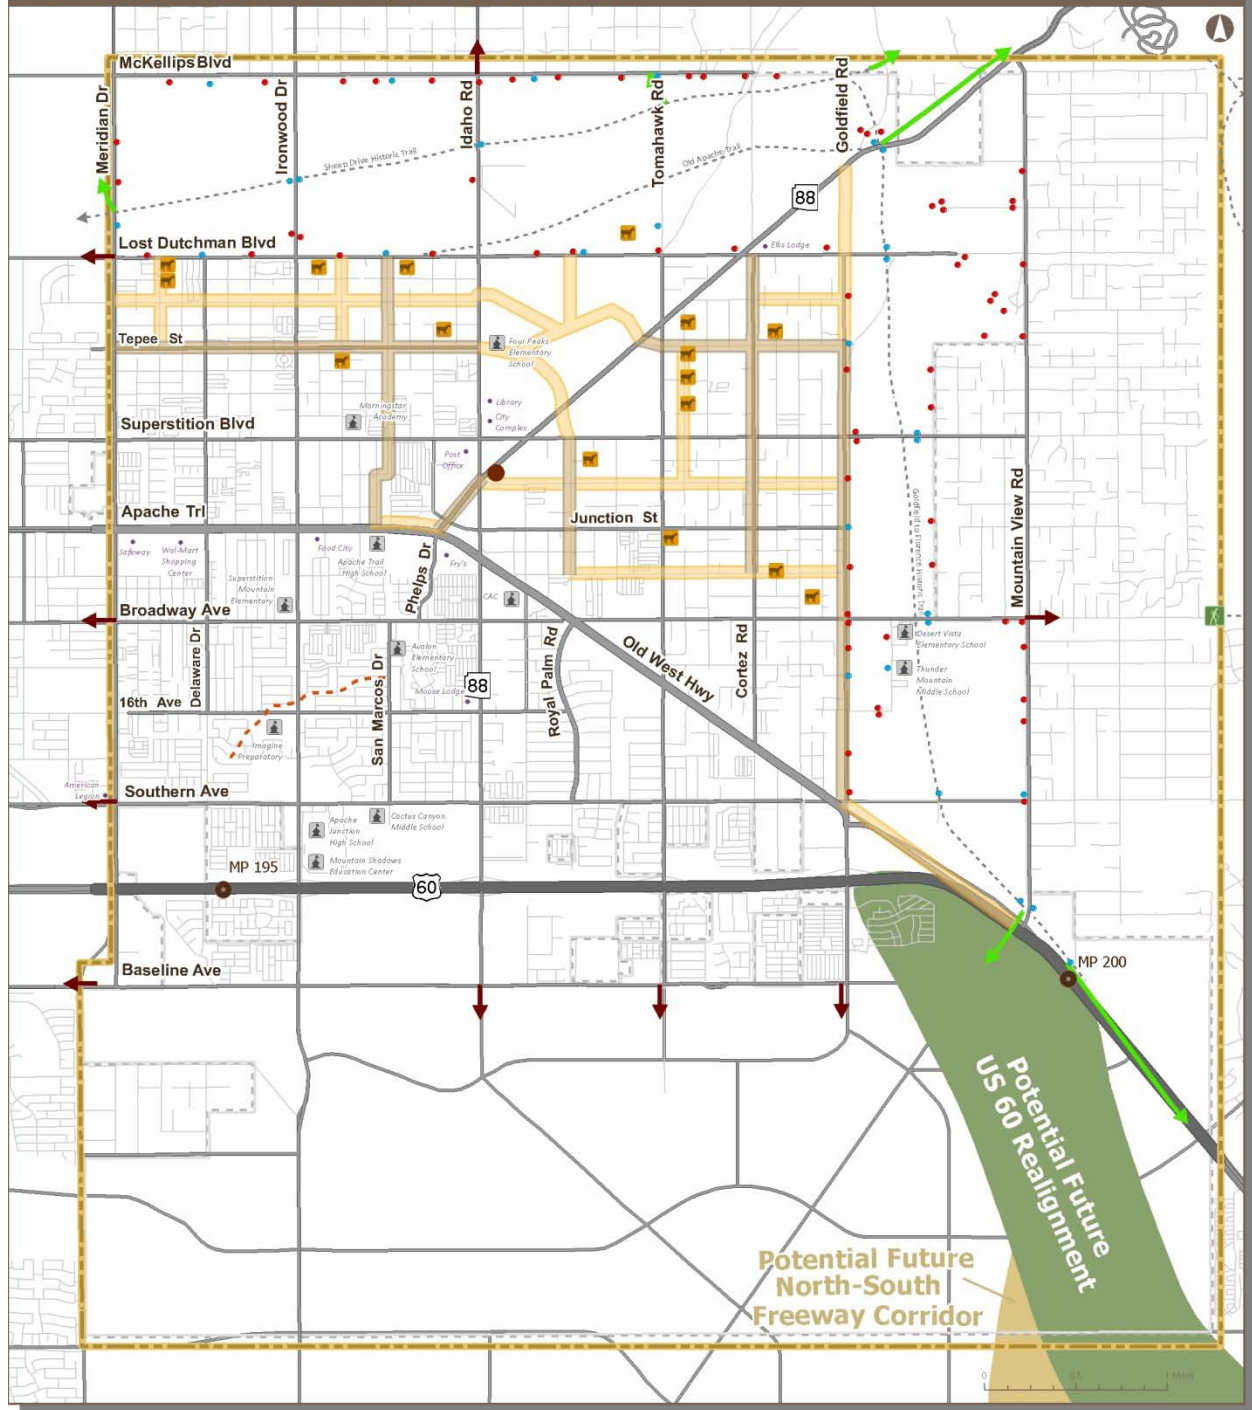 McKellips Blvd
Meridian Dr
Ironwood Dr
Idaho Rd
Tomahawk Rd
Goldfield Rd
Sheep Drive Historic Trail
Old Apache Trail
88
Lost Dutchman Blvd
Elks Lodge
Tepee St
Four Peaks
Elementary
School
Morningstar
Academy
Library
City
Complex
Superstition Blvd
Post
Office
Mountain View Rd
Goldfield to Florence Historic Trail
Apache Trl
Junction St
Safeway
Wal-Mart
Shopping
Center
Food City
Apache Trail
High School
Phelps Dr
Fry's
Superstition
Mountain
Elementary
CAC
Broadway Ave
Delaware Dr
San Marcos Dr
Avalon
Elementary
School
Moose Lodge
88
Royal Palm Rd
Old West Hwy
Cortez Rd
Desert Vista
Elementary School
Thunder
Mountain
Middle School
16th Ave
Imagine
Preparatory
American
Legion
Southern Ave
Apache
Junction
High School
Cactus Canyon
Middle School
Mountain Shadows
Education Center
MP 195
60
Baseline Ave
MP 200
Potential Future
US 60 Realignment
Potential Future
North-South
Freeway Corridor
0 0.5 1 Miles